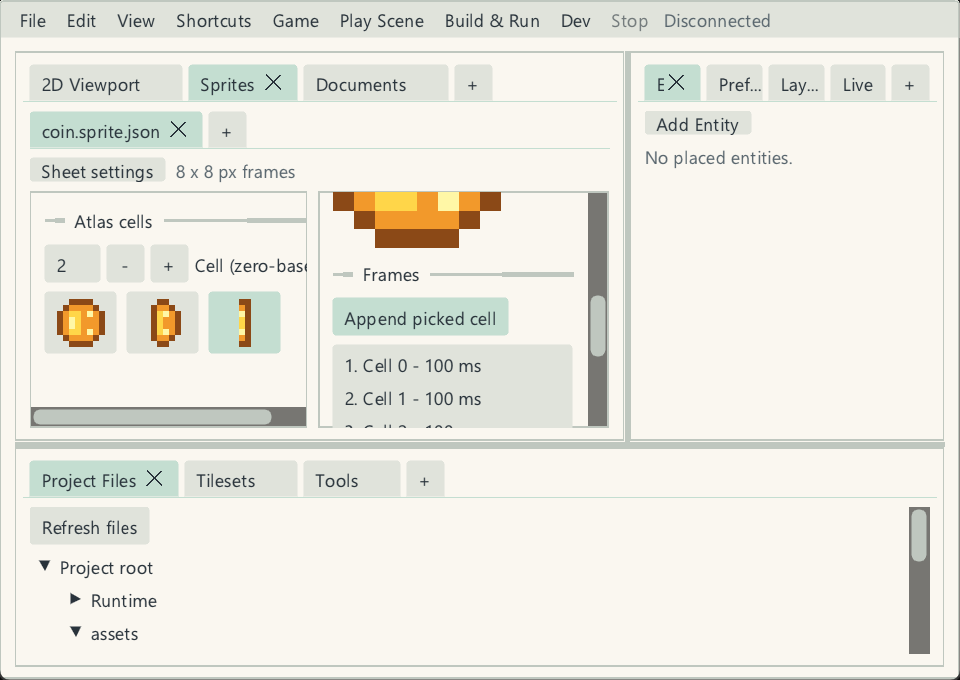 File Edit View Shortcuts Game Play Scene Build & Run Dev Stop Disconnected
2D Viewport Sprites Documents +
E Pref... Lay... Live +
coin.sprite.json +
Add Entity
Sheet settings 8 x 8 px frames
No placed entities.
Atlas cells
2 - + Cell (zero-base
Frames
Append picked cell
1. Cell 0 - 100 ms
2. Cell 1 - 100 ms
Project Files Tilesets Tools +
Refresh files
Project root
Runtime
assets